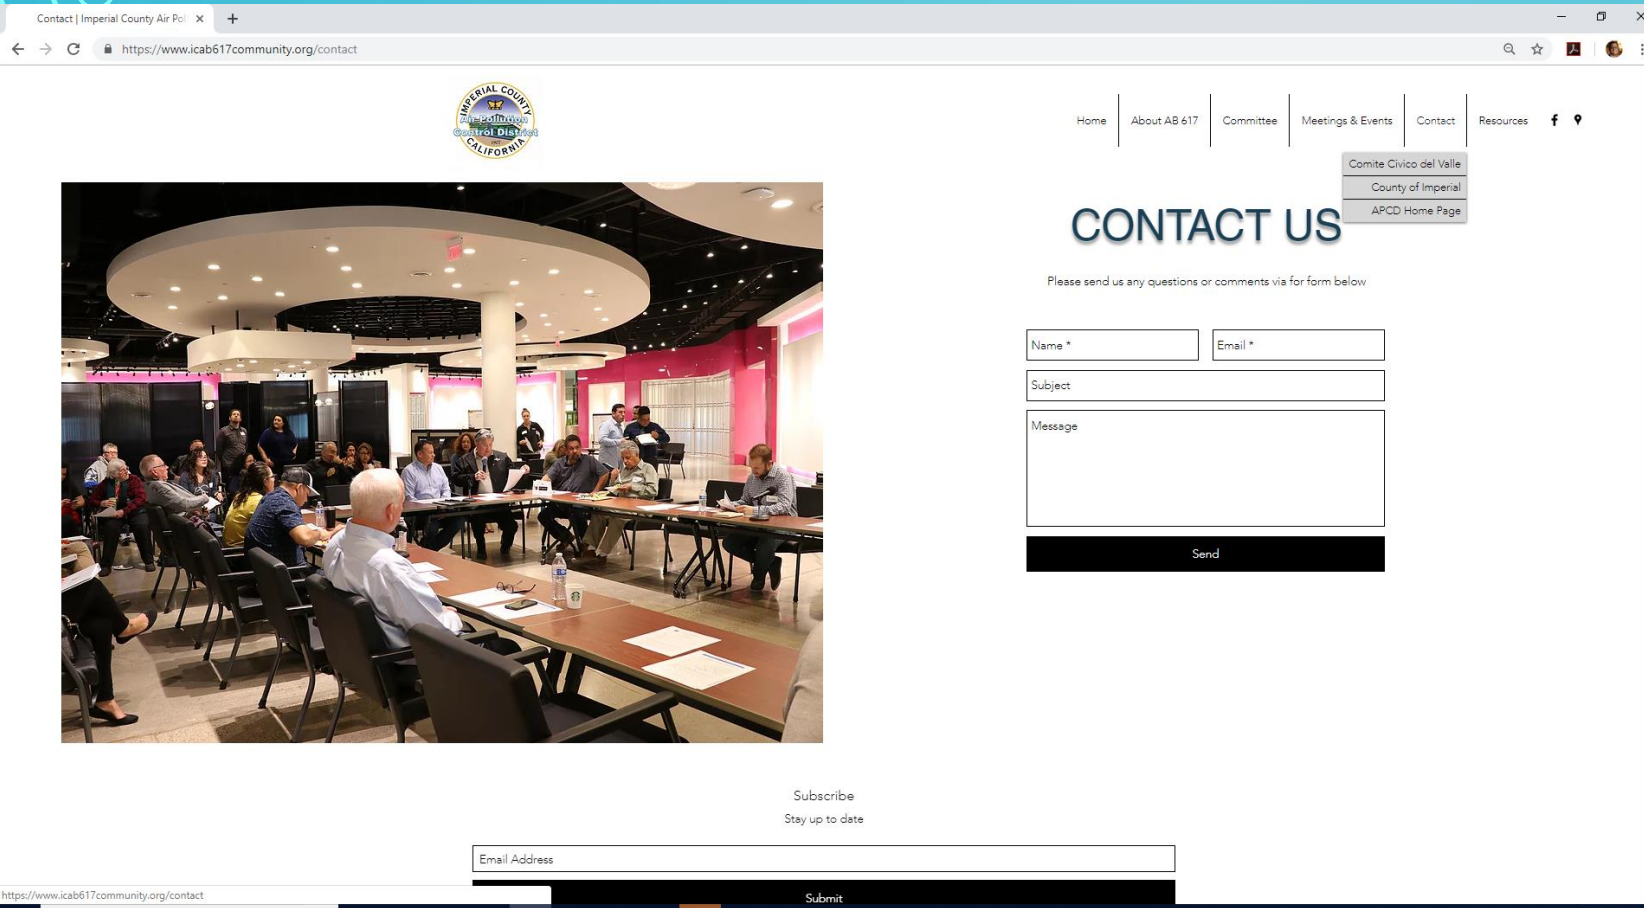 Contact | Imperial County Air Pol
https://www.icab617community.org/contact
IMPERIAL COUNTY
Air Pollution
Control District
CALIFORNIA
Home
About AB 617
Committee
Meetings & Events
Contact
Resources
Comite Civico del Valle
County of Imperial
APCD Home Page
CONTACT US
Please send us any questions or comments via for form below
Name *
Email *
Subject
Message
Send
Subscribe
Stay up to date
Email Address
Submit
https://www.icab617community.org/contact